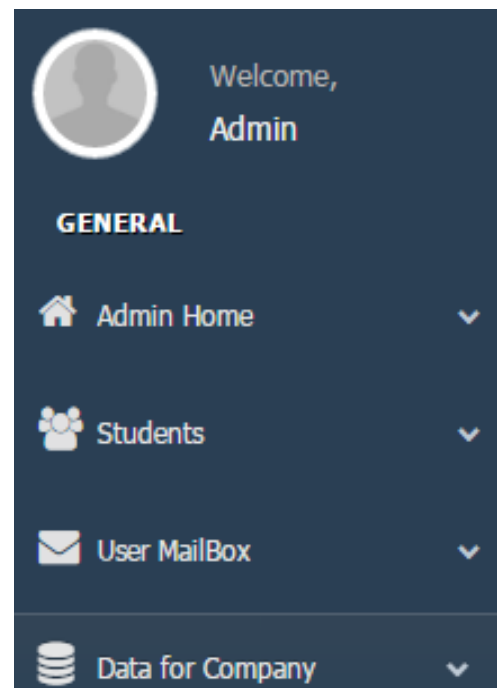 Welcome,
Admin
GENERAL
Admin Home
Students
User MailBox
Data for Company